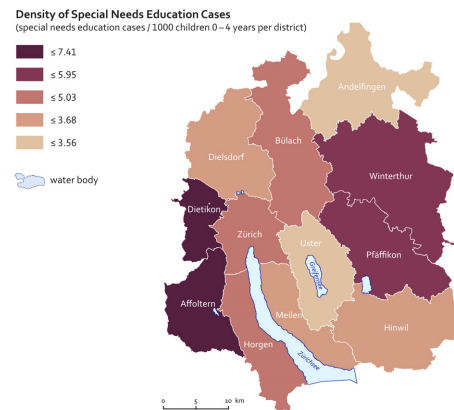 Density of Special Needs Education Cases
(special needs education cases / 1000 children 0–4 years per district)
≤ 7.41
≤ 5.95
≤ 5.03
≤ 3.68
≤ 3.56
water body
Andelfingen
Bülach
Dielsdorf
Winterthur
Dietikon
Zürich
Uster
Pfäffikon
Greifensee
Affoltern
Meilen
Hinwil
Horgen
Zürichsee
0 5 10 km